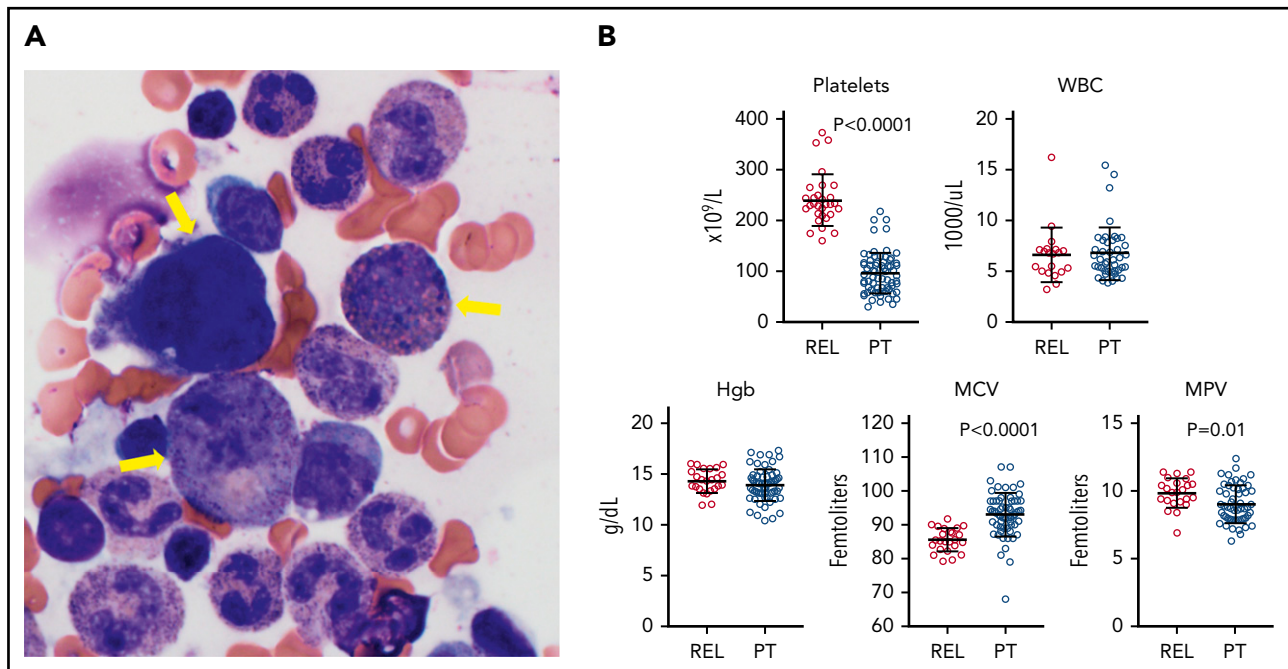 A
B
Platelets
P<0.0001
x10⁹/L
400
300
200
100
0
REL PT
WBC
1000/uL
20
15
10
5
0
REL PT
Hgb
g/dL
20
15
10
5
0
REL PT
MCV
P<0.0001
Femtoliters
120
110
100
90
80
70
60
REL PT
MPV
P=0.01
Femtoliters
15
10
5
0
REL PT